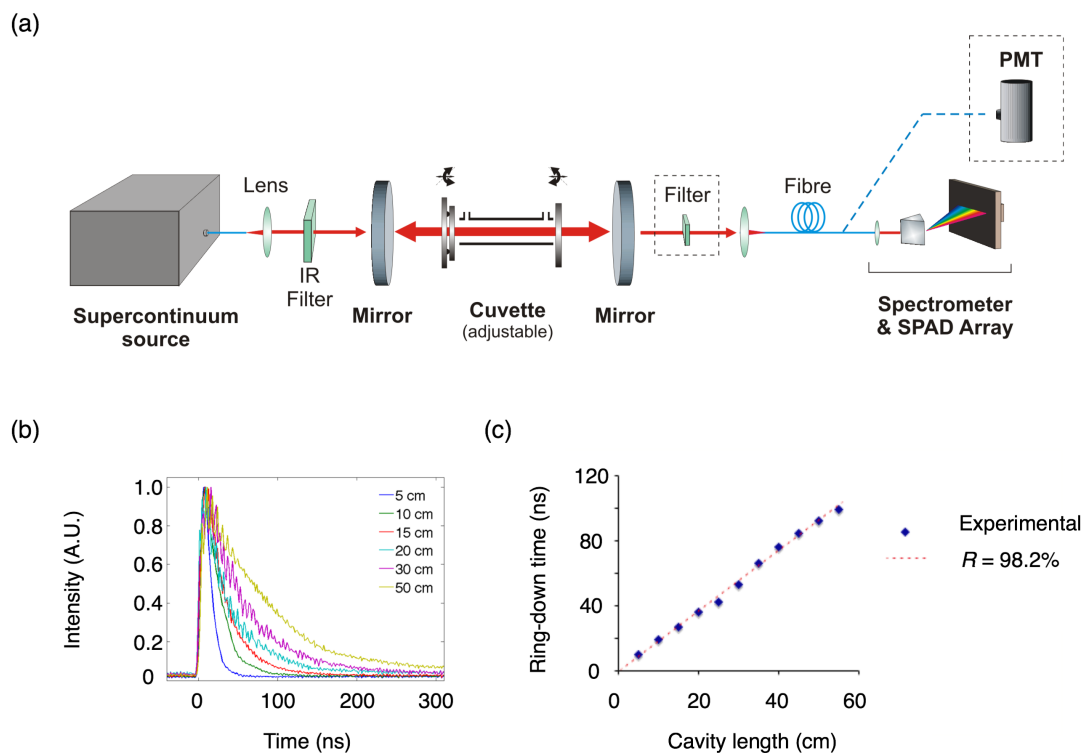 (a)
PMT
Lens
Filter
Fibre
IR
Filter
Supercontinuum
source
Mirror
Cuvette
(adjustable)
Mirror
Spectrometer
& SPAD Array
(b)
1.0
0.8
0.6
0.4
0.2
0
Intensity (A.U.)
5 cm
10 cm
15 cm
20 cm
30 cm
50 cm
0
100
200
300
Time (ns)
(c)
120
80
40
0
Ring-down time (ns)
0
20
40
60
Cavity length (cm)
Experimental
R = 98.2%